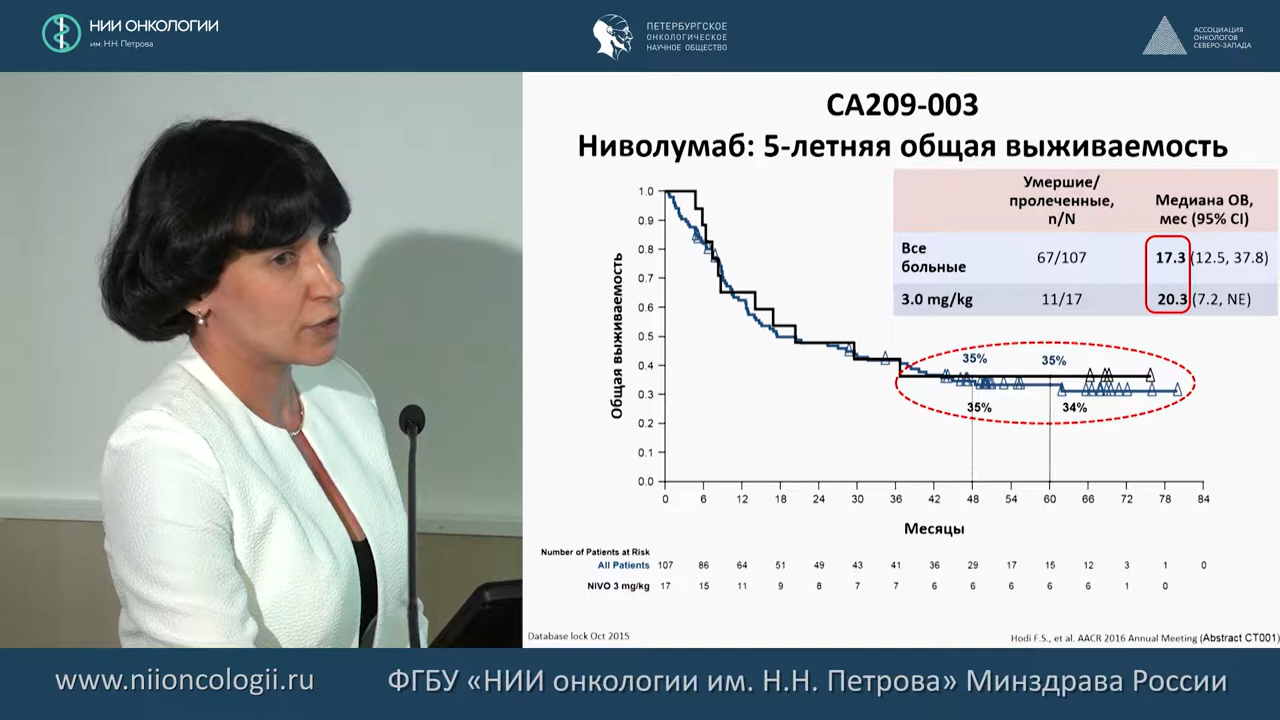 НИИ ОНКОЛОГИИ
им. Н.Н. Петрова
ПЕТЕРБУРГСКОЕ
ОНКОЛОГИЧЕСКОЕ
НАУЧНОЕ ОБЩЕСТВО
АССОЦИАЦИЯ
ОНКОЛОГОВ
СЕВЕРО-ЗАПАДА
CA209-003
Ниволумаб: 5-летняя общая выживаемость
Умершие/
пролеченные,
n/N
Медиана ОВ,
мес (95% CI)
Все
больные
67/107
17.3 (12.5, 37.8)
3.0 mg/kg
11/17
20.3 (7.2, NE)
Общая выживаемость
1.0
0.9
0.8
0.7
0.6
0.5
0.4
0.3
0.2
0.1
0.0
35%
35%
35%
34%
0 6 12 18 24 30 36 42 48 54 60 66 72 78 84
Месяцы
Number of Patients at Risk
All Patients 107 86 64 51 49 43 41 36 29 17 15 12 3 1 0
NIVO 3 mg/kg 17 15 11 9 8 7 7 6 6 6 6 6 1 0
Database lock Oct 2015
Hodi F.S., et al. AACR 2016 Annual Meeting (Abstract CT001)
www.niioncologii.ru
ФГБУ «НИИ онкологии им. Н.Н. Петрова» Минздрава России